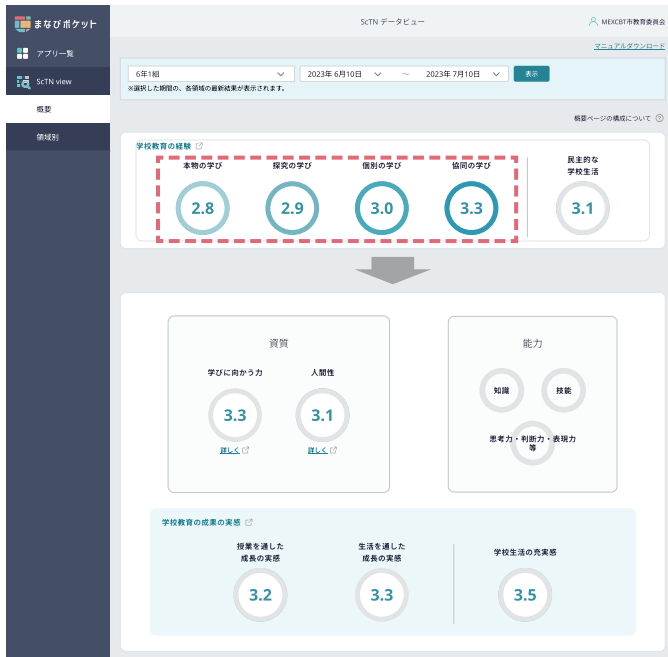 まなびポケット
ScTN データビュー
MEXCBT市教育委員会
アプリ一覧
ScTN view
概要
領域別
マニュアルダウンロード
6年1組
2023年 6月10日
～
2023年 7月10日
表示
※選択した期間の、各領域の最新結果が表示されます。
概要ページの構成について
学校教育の経験
本物の学び
探究の学び
個別の学び
協同の学び
民主的な
学校生活
2.8
2.9
3.0
3.3
3.1
資質
学びに向かう力
人間性
3.3
3.1
詳しく
詳しく
能力
知識
技能
思考力・判断力・表現力
等
学校教育の成果の実感
授業を通した
成長の実感
生活を通した
成長の実感
学校生活の充実感
3.2
3.3
3.5